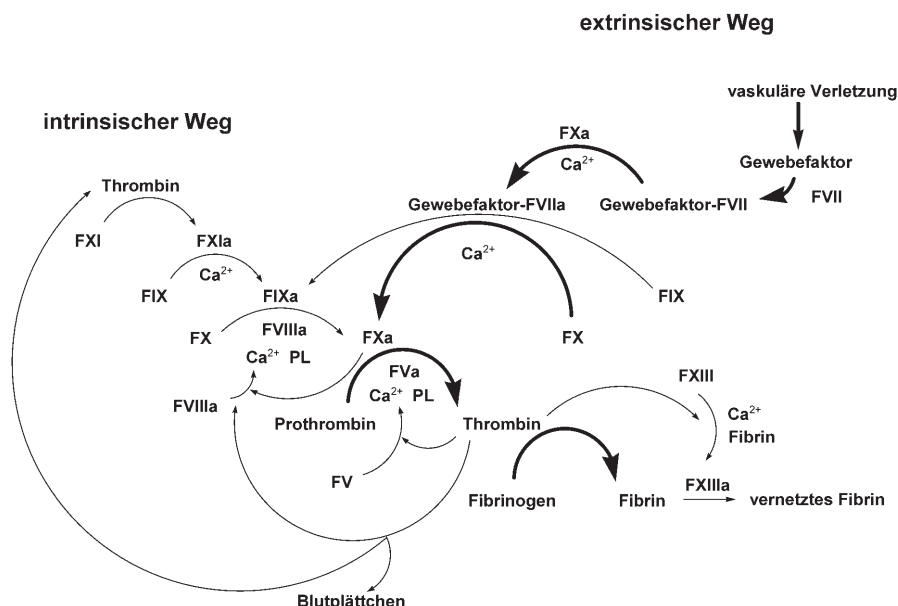 extrinsischer Weg
vaskuläre Verletzung
intrinsischer Weg
FXa
Ca²⁺
Gewebefaktor
Thrombin
Gewebefaktor-FVIIa
Gewebefaktor-FVII
FVII
FXI
FXIa
Ca²⁺
Ca²⁺
FIX
FIXa
FIX
FX
FVIIIa
FXa
FX
Ca²⁺ PL
FVa
FXIII
Ca²⁺ PL
FVIIIa
Ca²⁺
Prothrombin
Thrombin
Fibrin
FV
FXIIIa
Fibrinogen
Fibrin
vernetztes Fibrin
Blutplättchen